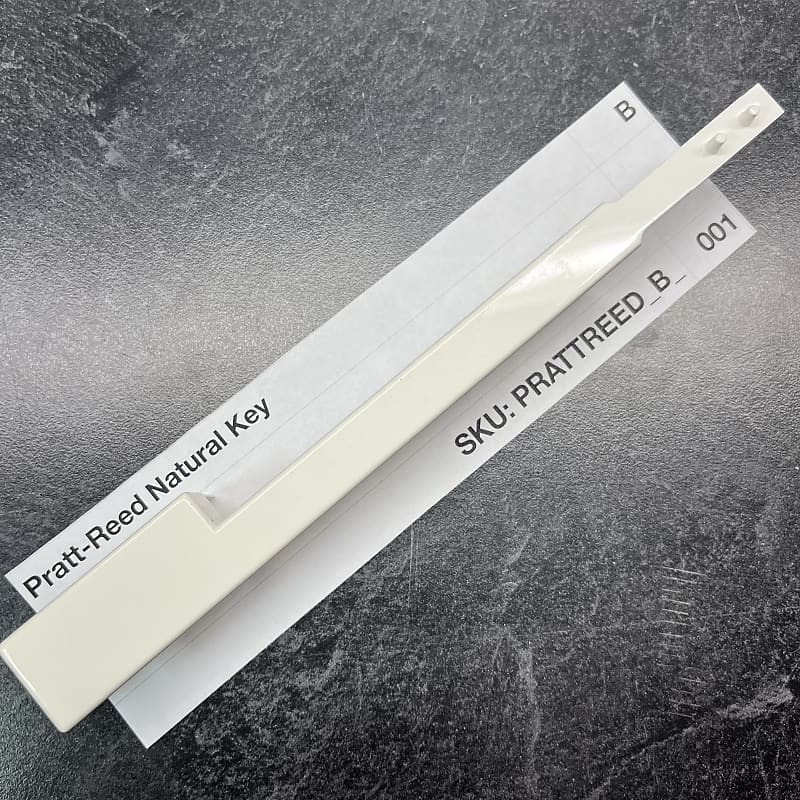 B
Pratt-Reed Natural Key
SKU: PRATTREED_B_ 001